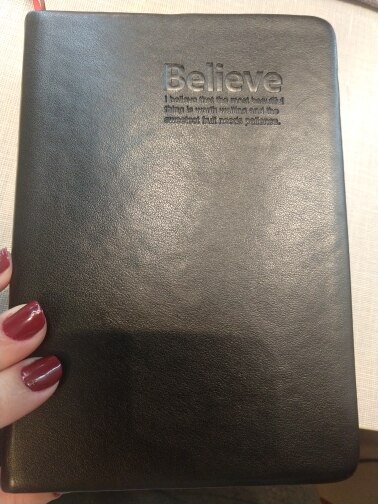 Believe
I believe that the most beautiful
thing is worth waiting and the
sweetest fruit needs patience.